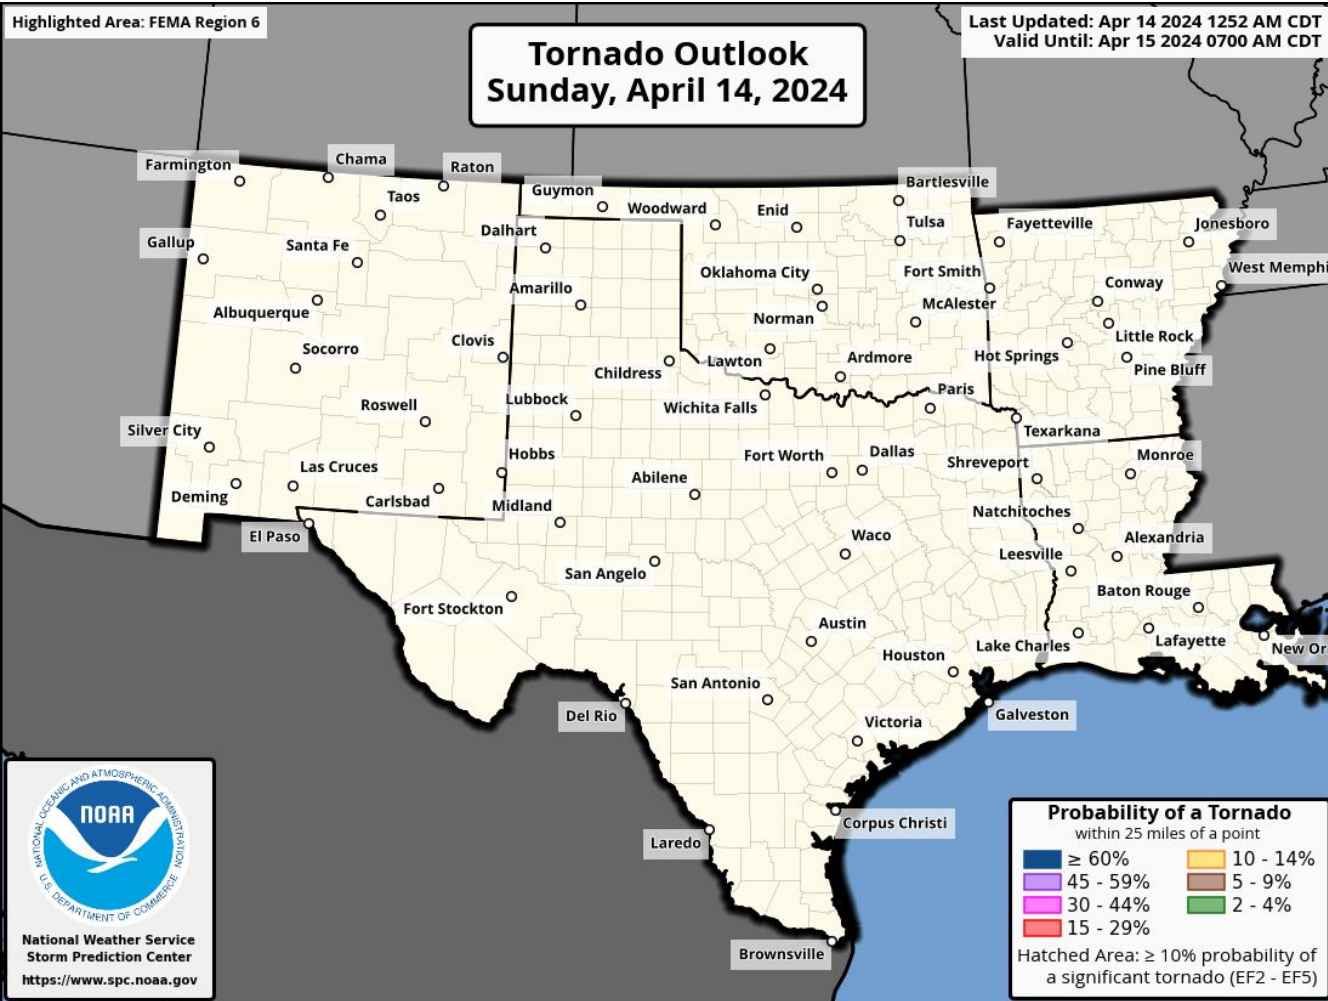 Highlighted Area: FEMA Region 6
Tornado Outlook
Sunday, April 14, 2024
Last Updated: Apr 14 2024 1252 AM CDT
Valid Until: Apr 15 2024 0700 AM CDT
Farmington
Chama
Raton
Taos
Guymon
Woodward
Enid
Bartlesville
Tulsa
Fayetteville
Jonesboro
Gallup
Santa Fe
Dalhart
Oklahoma City
Fort Smith
West Memphi
Albuquerque
Amarillo
Norman
McAlester
Conway
Socorro
Clovis
Childress
Lawton
Ardmore
Hot Springs
Little Rock
Pine Bluff
Roswell
Lubbock
Wichita Falls
Paris
Texarkana
Silver City
Las Cruces
Hobbs
Abilene
Fort Worth
Dallas
Shreveport
Monroe
Deming
Carlsbad
Midland
Natchitoches
El Paso
San Angelo
Waco
Leesville
Alexandria
Fort Stockton
Austin
Baton Rouge
Houston
Lake Charles
Lafayette
New Or
San Antonio
Del Rio
Victoria
Galveston
Laredo
Corpus Christi
Brownsville
NATIONAL OCEANIC AND ATMOSPHERIC ADMINISTRATION
NOAA
U.S. DEPARTMENT OF COMMERCE
National Weather Service
Storm Prediction Center
https://www.spc.noaa.gov
Probability of a Tornado
within 25 miles of a point
≥ 60%
10 - 14%
45 - 59%
5 - 9%
30 - 44%
2 - 4%
15 - 29%
Hatched Area: ≥ 10% probability of
a significant tornado (EF2 - EF5)